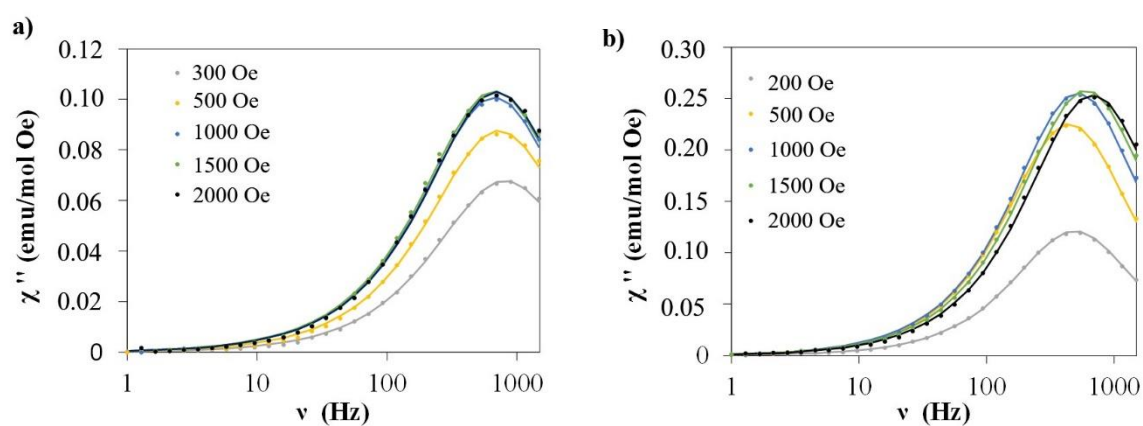 a)
χ '' (emu/mol Oe)
0.12
0.10
0.08
0.06
0.04
0.02
0
300 Oe
500 Oe
1000 Oe
1500 Oe
2000 Oe
1
10
100
1000
ν (Hz)
b)
χ '' (emu/mol Oe)
0.30
0.25
0.20
0.15
0.10
0.05
0
200 Oe
500 Oe
1000 Oe
1500 Oe
2000 Oe
1
10
100
1000
ν (Hz)